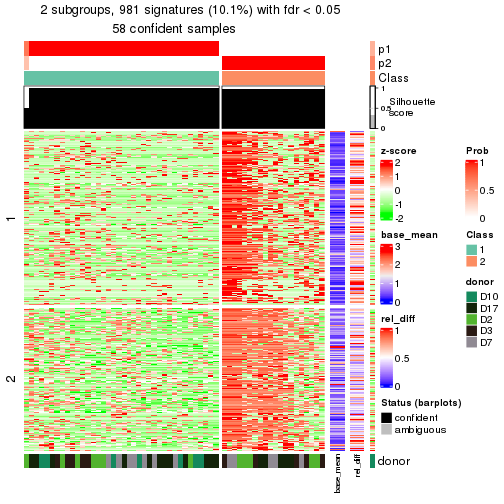 2 subgroups, 981 signatures (10.1%) with fdr < 0.05
58 confident samples
p1
p2
Class
1
0.5
0
Silhouette
score
1
2
z-score
2
1
0
-1
-2
base_mean
3
2
1
0
rel_diff
1
0.5
0
Status (barplots)
confident
ambiguous
Prob
1
0.5
0
Class
1
2
donor
D10
D17
D2
D3
D7
base_mean
rel_diff
donor